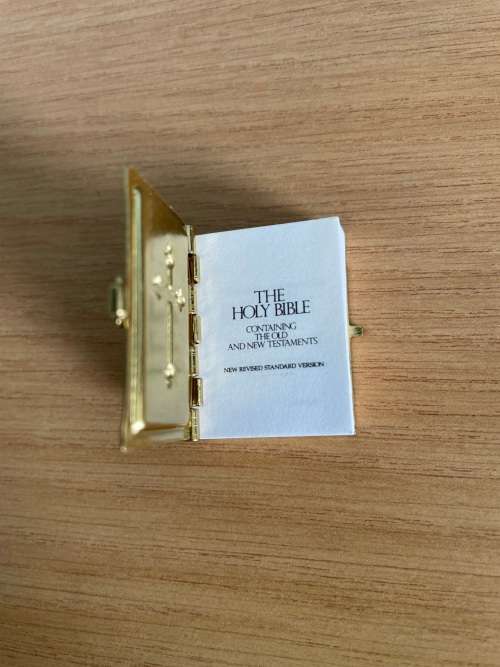 THE
HOLY BIBLE
CONTAINING
THE OLD
AND NEW TESTAMENTS
NEW REVISED STANDARD VERSION